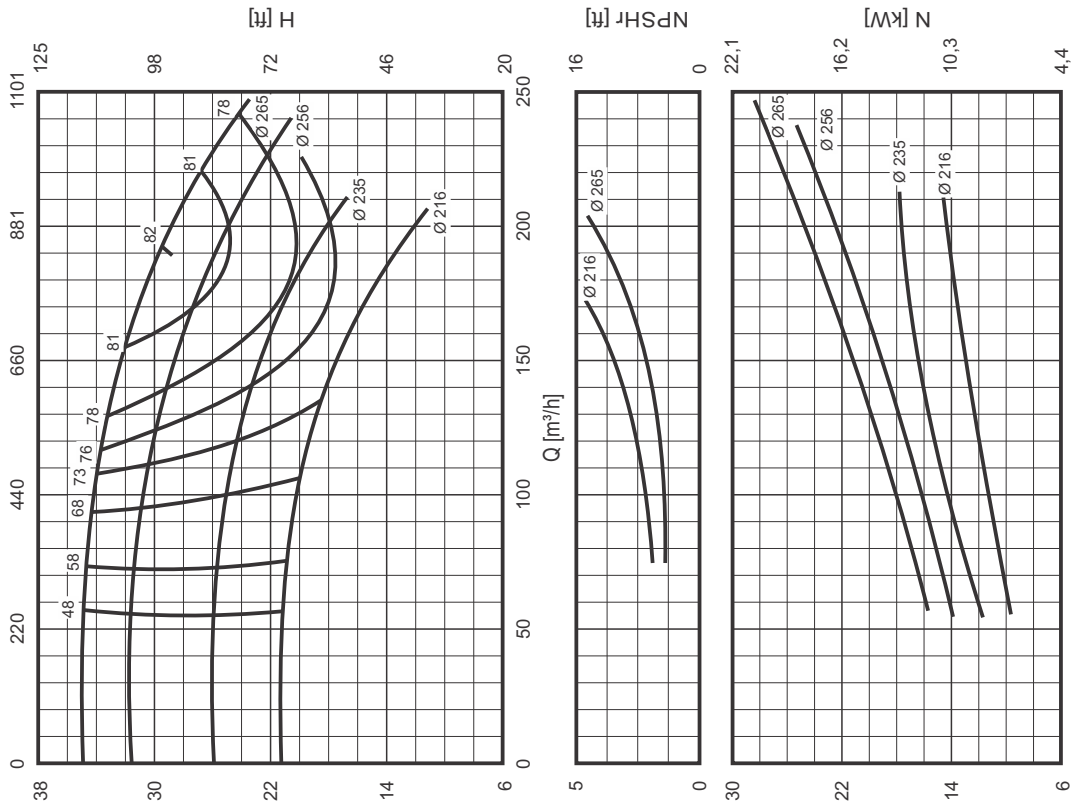 0 220 440 660 881 1101
38
30
22
14
125
98
72
46
20
H [ft]
48
58
68
73
76
78
81
82
81
78
Ø 265
Ø 256
Ø 235
Ø 216
0 50 100 150 200 250
Q [m³/h]
5
0
16
0
NPSHr [ft]
Ø 216
Ø 265
30
22
14
6
22,1
16,2
10,3
4,4
N [kW]
Ø 265
Ø 256
Ø 235
Ø 216